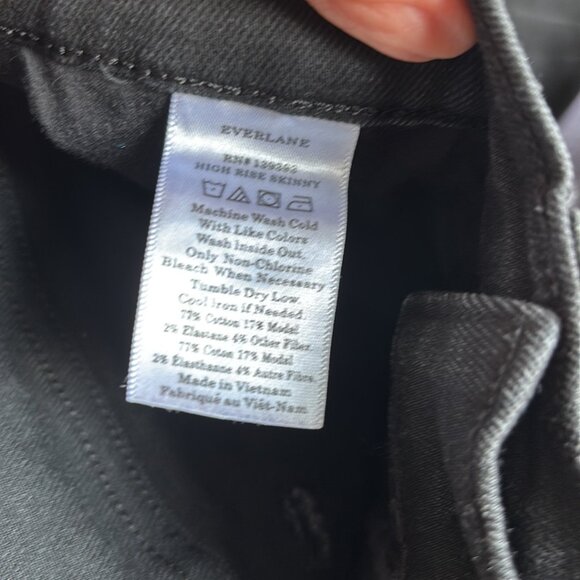 EVERLANE
RN# 139393
HIGH RISE SKINNY
Machine Wash Cold
With Like Colors
Wash Inside Out.
Only Non-Chlorine
Bleach When Necessary
Tumble Dry Low.
Cool Iron if Needed.
77% Cotton 17% Modal
2% Elastane 4% Other Fiber.
77% Coton 17% Modal
2% Élasthanne 4% Autre Fibre.
Made in Vietnam
Fabriqué au Viêt-Nam